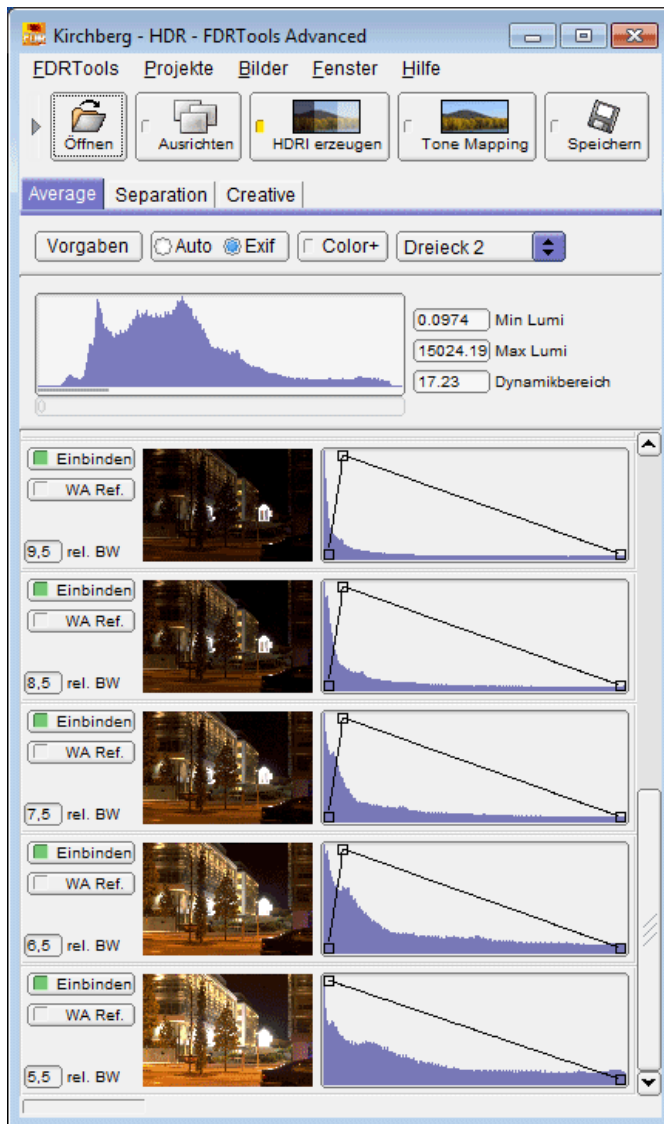 Kirchberg - HDR - FDRTools Advanced
FDRTools Projekte Bilder Fenster Hilfe
Öffnen Ausrichten HDRI erzeugen Tone Mapping Speichern
Average Separation Creative
Vorgaben Auto Exif Color+ Dreieck 2
0.0974 Min Lumi
15024.19 Max Lumi
17.23 Dynamikbereich
0
Einbinden
WA Ref.
9,5 rel. BW
Einbinden
WA Ref.
8,5 rel. BW
Einbinden
WA Ref.
7,5 rel. BW
Einbinden
WA Ref.
6,5 rel. BW
Einbinden
WA Ref.
5,5 rel. BW